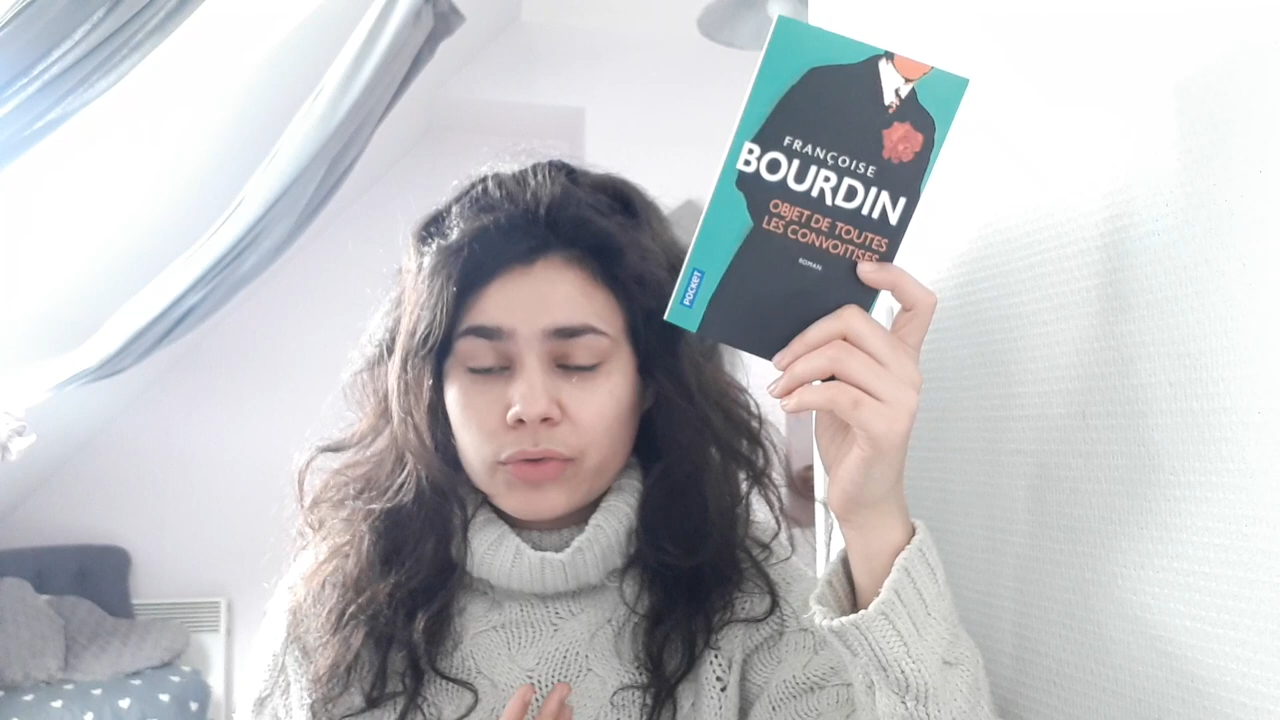 FRANÇOISE
BOURDIN
OBJET DE TOUTES
LES CONVOITISES
ROMAN
POCKET